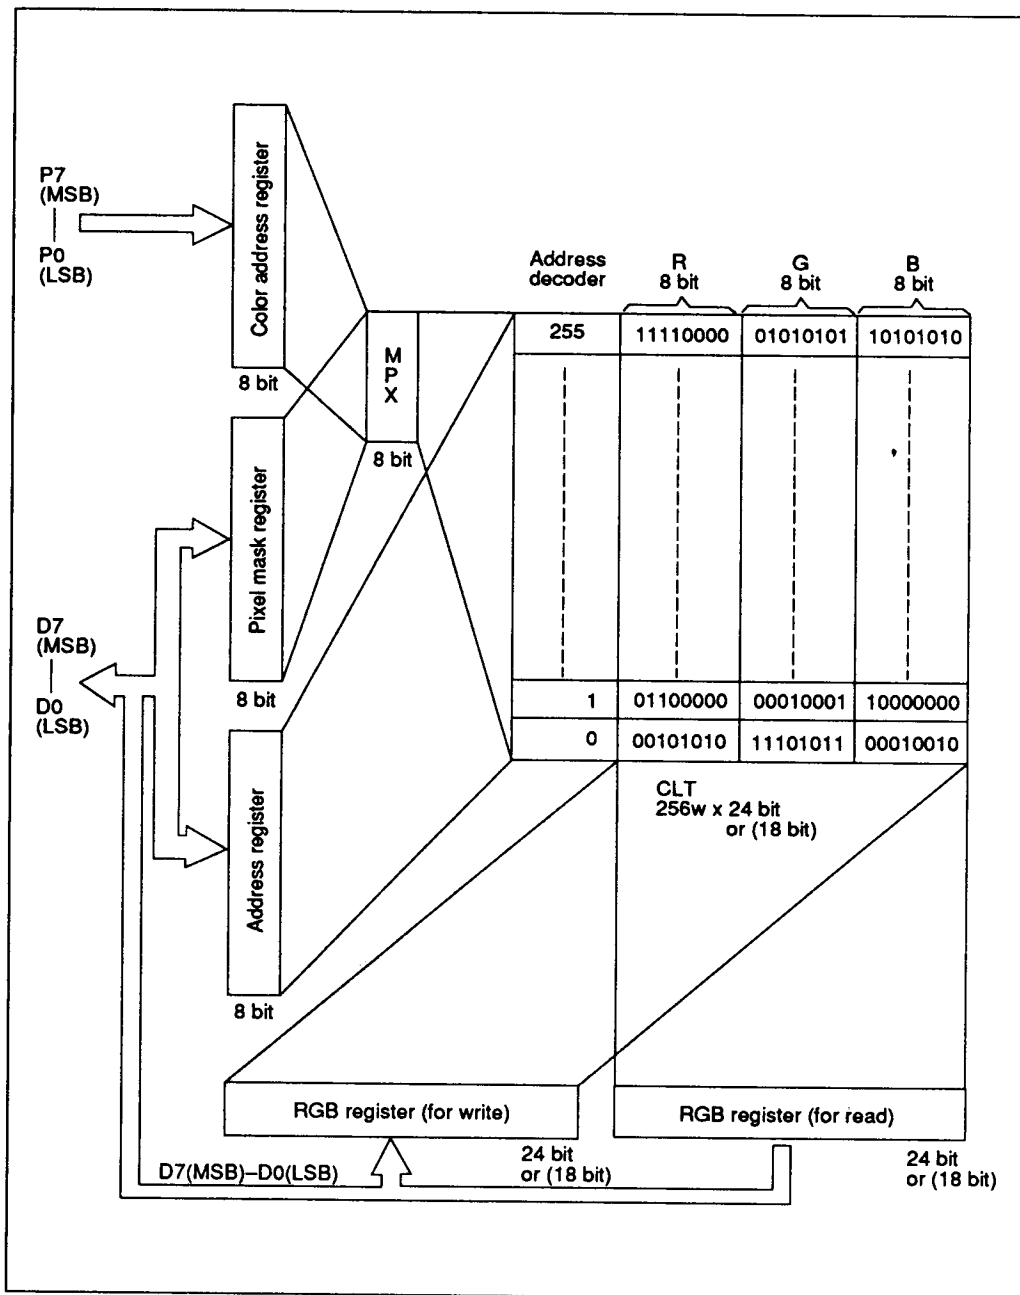 P7
(MSB)
P0
(LSB)
Color address register
8 bit
MPX
8 bit
Address
decoder
R
8 bit
G
8 bit
B
8 bit
255 11110000 01010101 10101010
1 01100000 00010001 10000000
0 00101010 11101011 00010010
CLT
256w x 24 bit
or (18 bit)
Pixel mask register
8 bit
D7
(MSB)
D0
(LSB)
Address register
8 bit
RGB register (for write)
24 bit
or (18 bit)
RGB register (for read)
24 bit
or (18 bit)
D7(MSB)–D0(LSB)